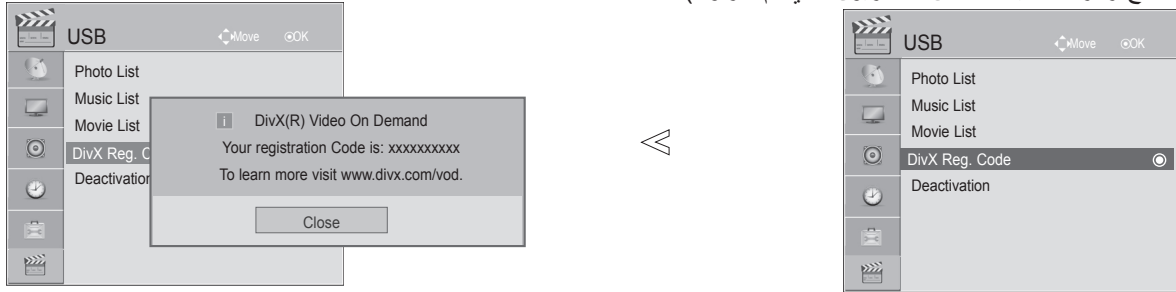 USB
Move OK
Photo List
Music List
Movie List
DivX Reg. C
Deactivation
i DivX(R) Video On Demand
Your registration Code is: xxxxxxxxxx
To learn more visit www.divx.com/vod.
Close
USB
Move OK
Photo List
Music List
Movie List
DivX Reg. Code
Deactivation